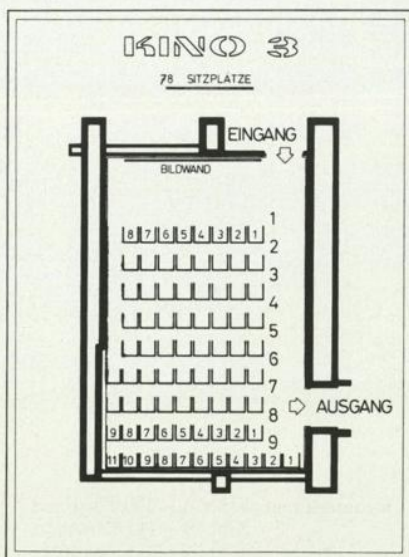 KINO 3
78 SITZPLÄTZE
EINGANG
BILDWAND
1
8 7 6 5 4 3 2 1
2
3
4
5
6
7
8
AUSGANG
9 8 7 6 5 4 3 2 1
9
11 10 9 8 7 6 5 4 3 2 1